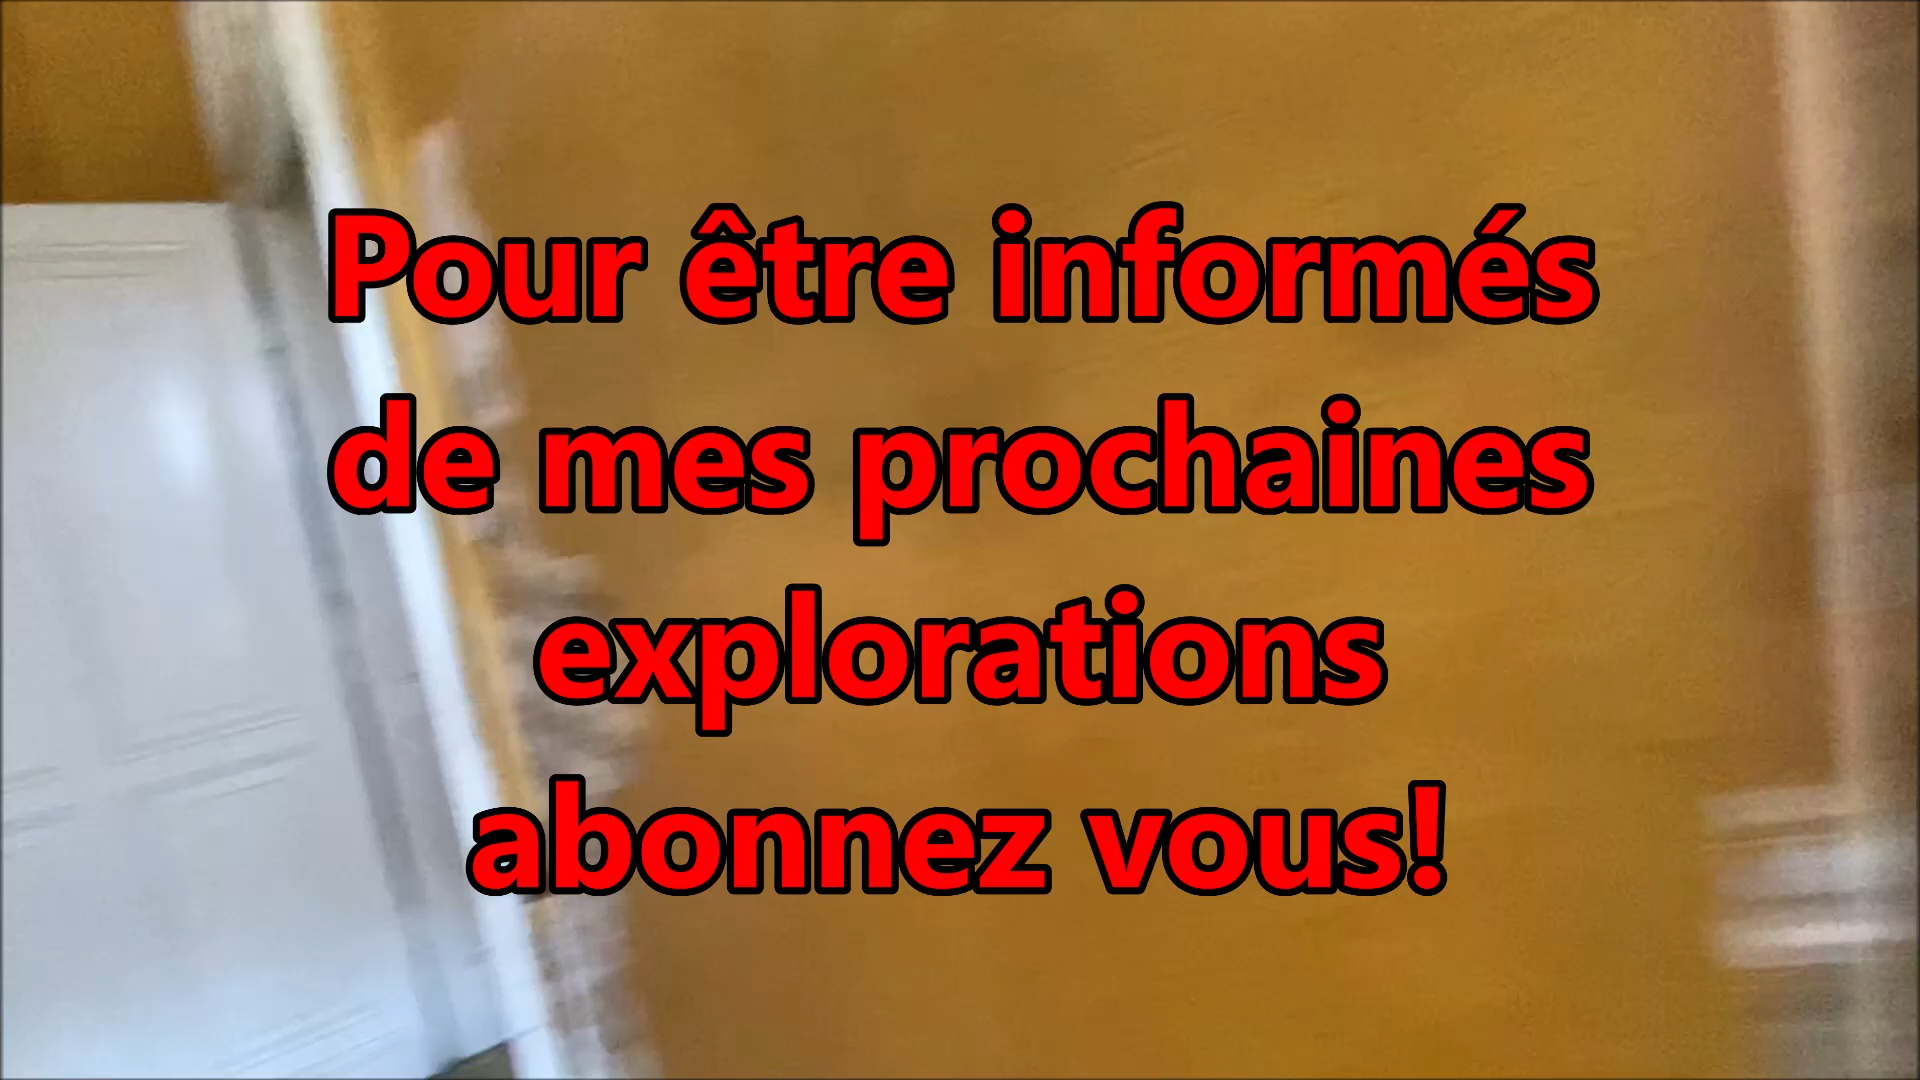 Pour être informés
de mes prochaines
explorations
abonnez vous!